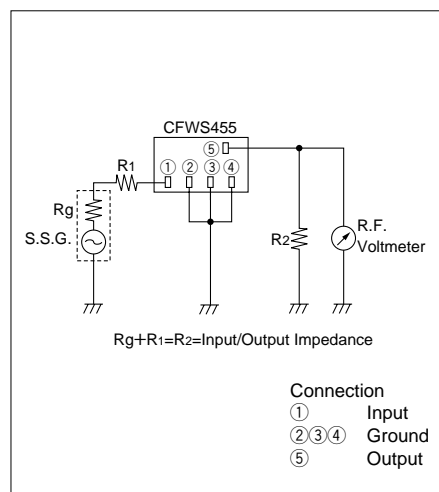 CFWS455
⑤
R1
① ② ③ ④
Rg
S.S.G.
R2
R.F.
Voltmeter
Rg+R1=R2=Input/Output Impedance
Connection
① Input
②③④ Ground
⑤ Output